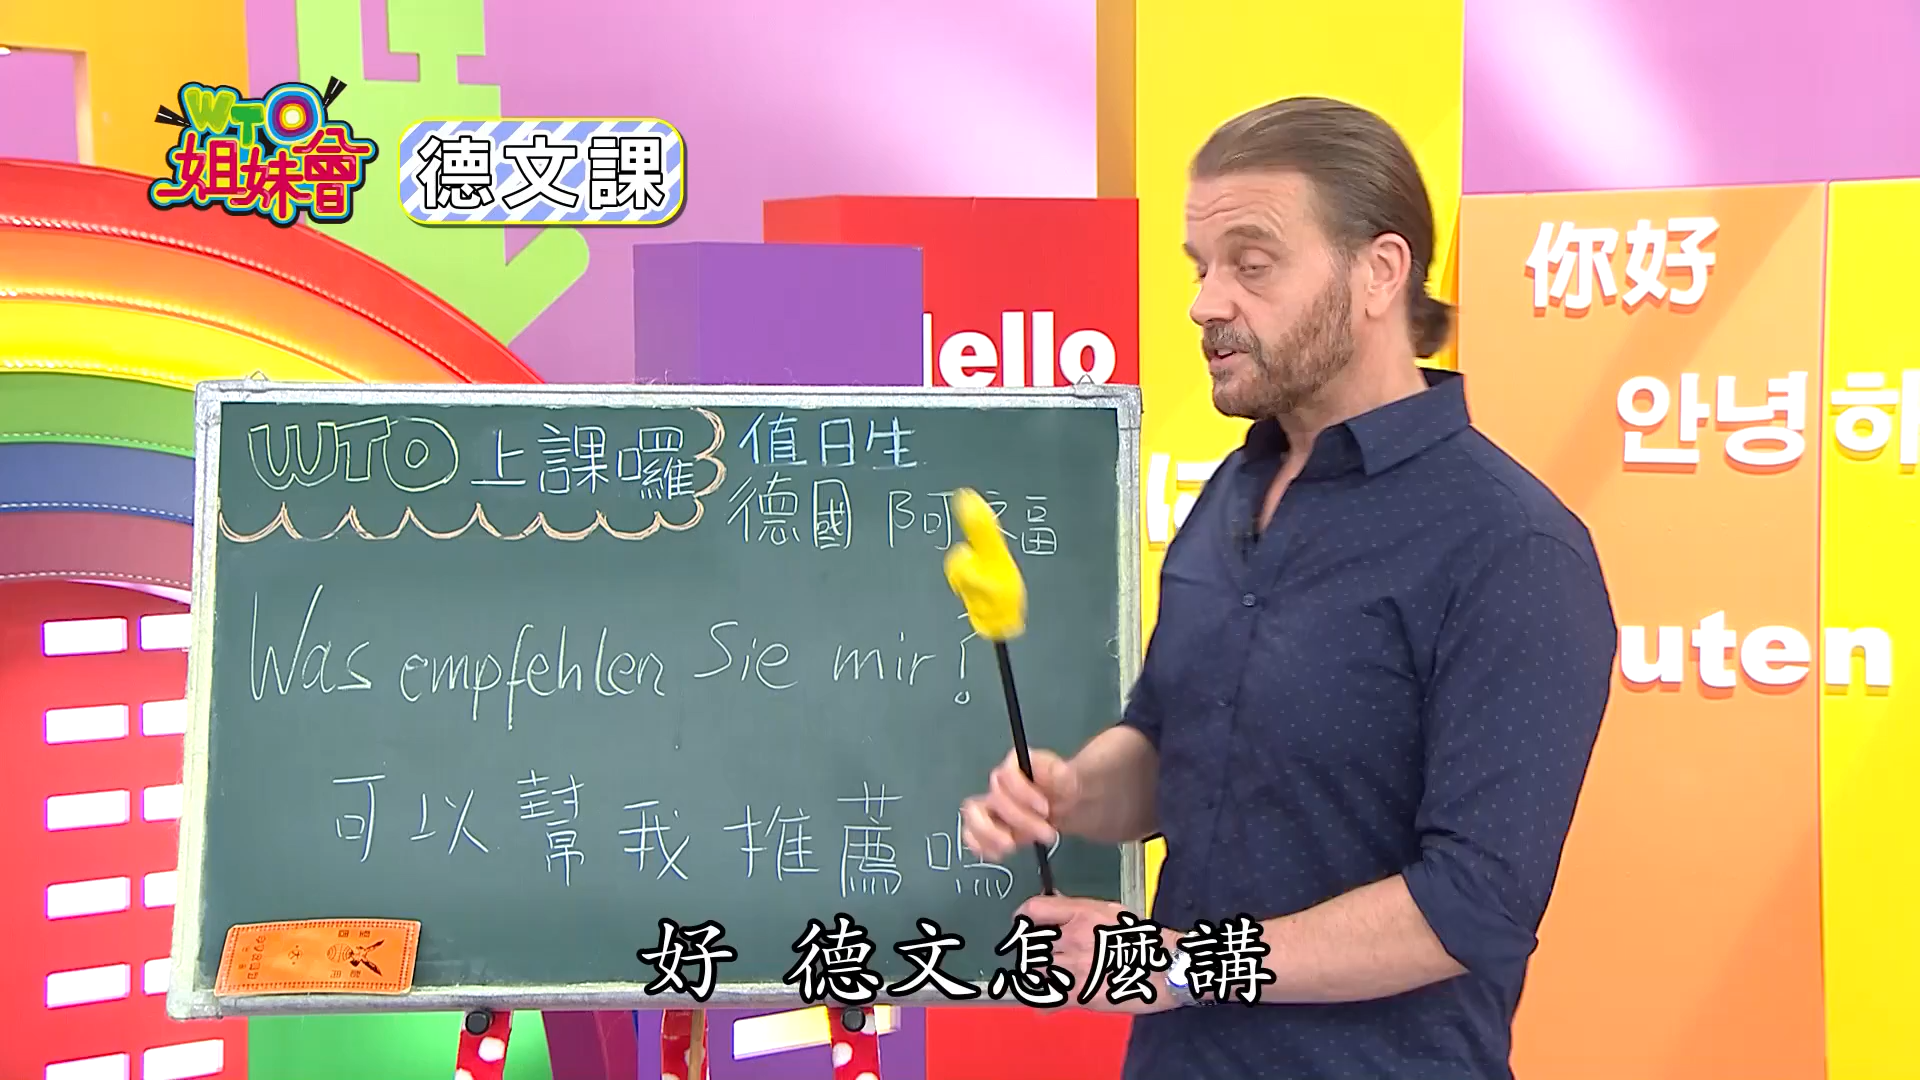 WTO
姐妹會
德文課
你好
ello
안녕하
uten
WTO 上課囉
值日生
德國 阿 福
Was empfehlen Sie mir?
可以幫我推薦嗎?
好 德文怎麼講